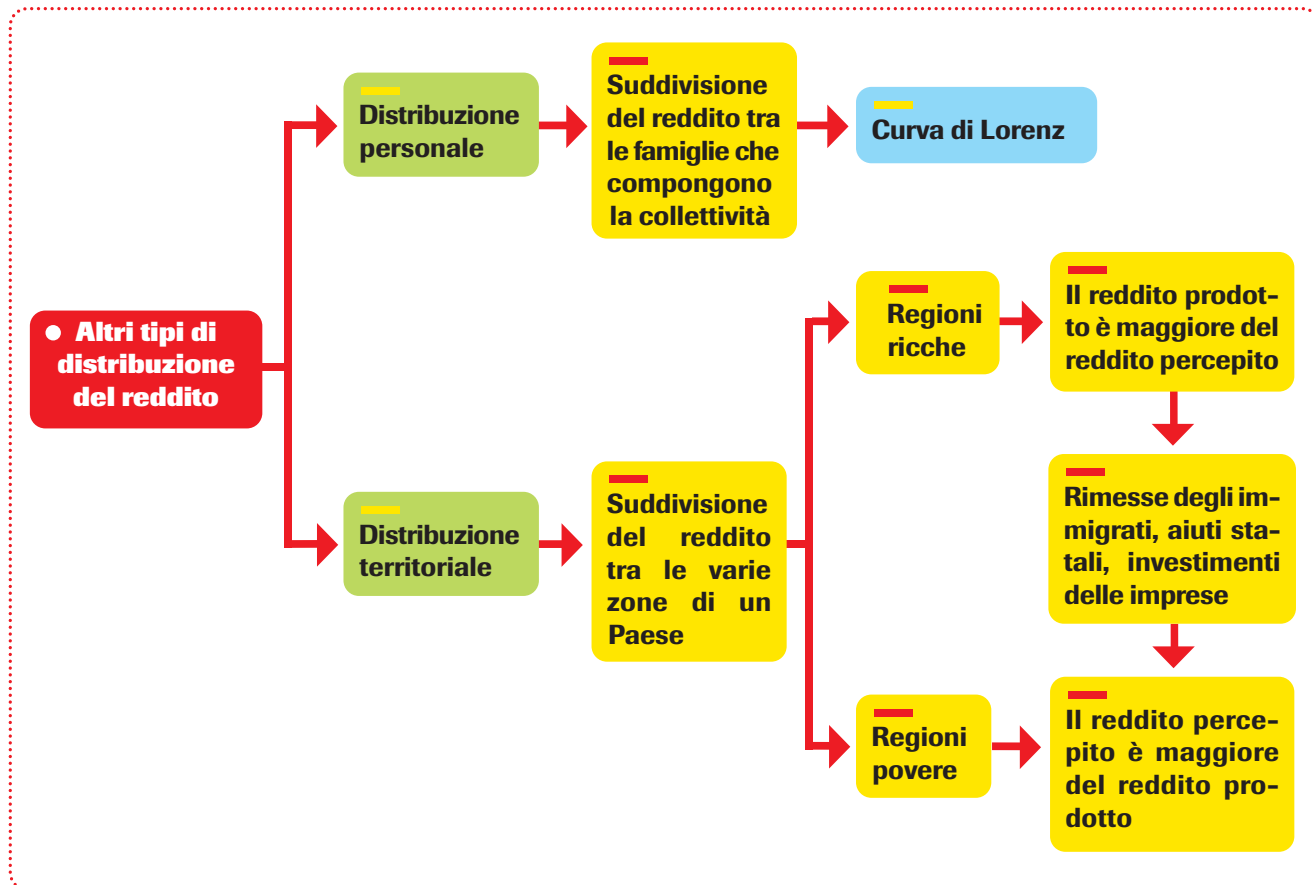 ● Altri tipi di
distribuzione
del reddito
Distribuzione
personale
Suddivisione
del reddito tra
le famiglie che
compongono
la collettività
Curva di Lorenz
Distribuzione
territoriale
Suddivisione
del reddito
tra le varie
zone di un
Paese
Regioni
ricche
Il reddito prodot-
to è maggiore del
reddito percepito
Rimesse degli im-
migrati, aiuti sta-
tali, investimenti
delle imprese
Regioni
povere
Il reddito perce-
pito è maggiore
del reddito pro-
dotto